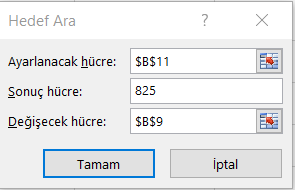 Hedef Ara ? ×
Ayarlanacak hücre: $B$11
Sonuç hücre: 825
Değişecek hücre: $B$9
Tamam İptal